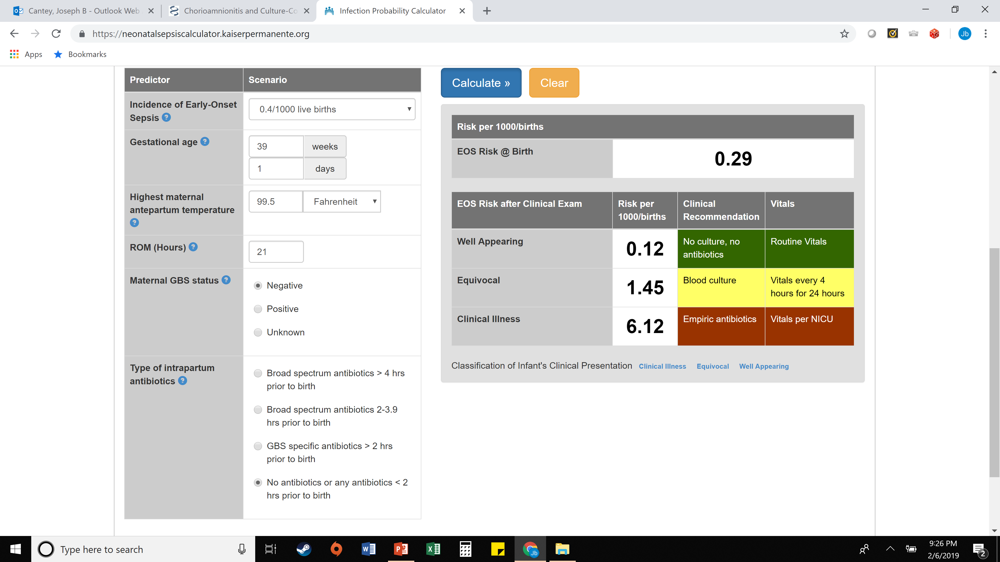 Cantey, Joseph B - Outlook Web
Chorioamnionitis and Culture-Co
Infection Probability Calculator
https://neonatalsepsiscalculator.kaiserpermanente.org
Jb
Apps
Bookmarks
Predictor
Scenario
Incidence of Early-Onset
Sepsis ?
0.4/1000 live births
Gestational age ?
39
weeks
1
days
Highest maternal
antepartum temperature
?
99.5
Fahrenheit
ROM (Hours) ?
21
Maternal GBS status ?
Negative
Positive
Unknown
Type of intrapartum
antibiotics ?
Broad spectrum antibiotics > 4 hrs
prior to birth
Broad spectrum antibiotics 2-3.9
hrs prior to birth
GBS specific antibiotics > 2 hrs
prior to birth
No antibiotics or any antibiotics < 2
hrs prior to birth
Calculate »
Clear
Risk per 1000/births
EOS Risk @ Birth
0.29
EOS Risk after Clinical Exam
Risk per
1000/births
Clinical
Recommendation
Vitals
Well Appearing
0.12
No culture, no
antibiotics
Routine Vitals
Equivocal
1.45
Blood culture
Vitals every 4
hours for 24 hours
Clinical Illness
6.12
Empiric antibiotics
Vitals per NICU
Classification of Infant's Clinical Presentation Clinical Illness Equivocal Well Appearing
Type here to search
Jb
9:26 PM
2/6/2019
2